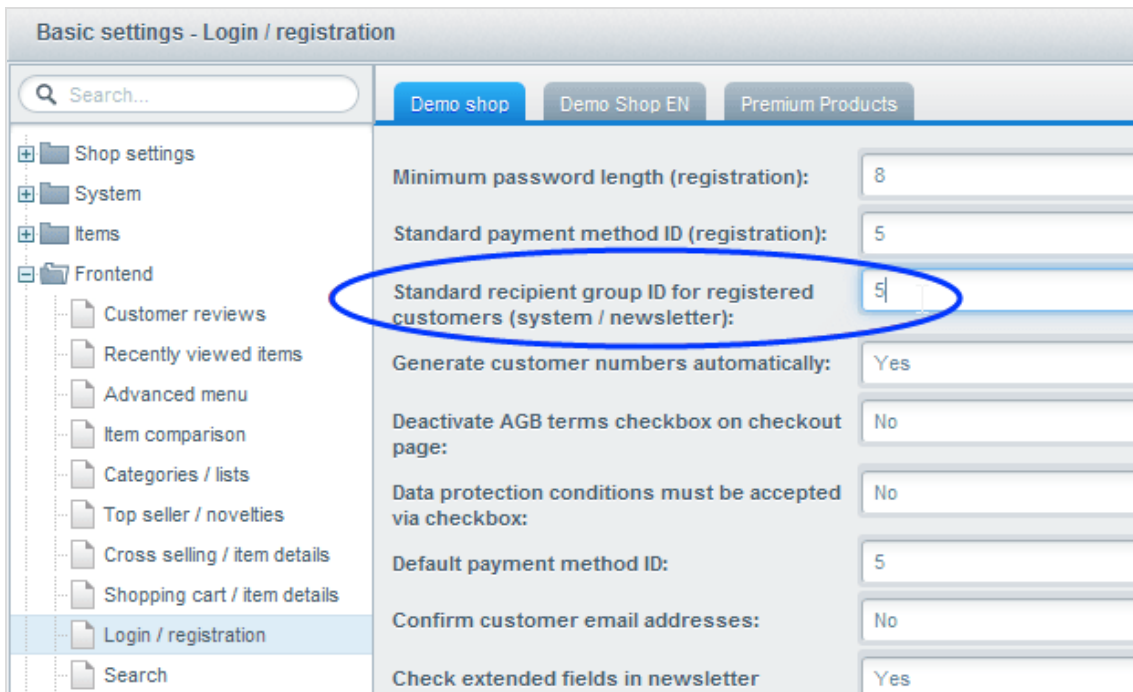 Basic settings - Login / registration
Search...
Shop settings
System
Items
Frontend
Customer reviews
Recently viewed items
Advanced menu
Item comparison
Categories / lists
Top seller / novelties
Cross selling / item details
Shopping cart / item details
Login / registration
Search
Demo shop
Demo Shop EN
Premium Products
Minimum password length (registration):
8
Standard payment method ID (registration):
5
Standard recipient group ID for registered
customers (system / newsletter):
5
Generate customer numbers automatically:
Yes
Deactivate AGB terms checkbox on checkout
page:
No
Data protection conditions must be accepted
via checkbox:
No
Default payment method ID:
5
Confirm customer email addresses:
No
Check extended fields in newsletter
Yes